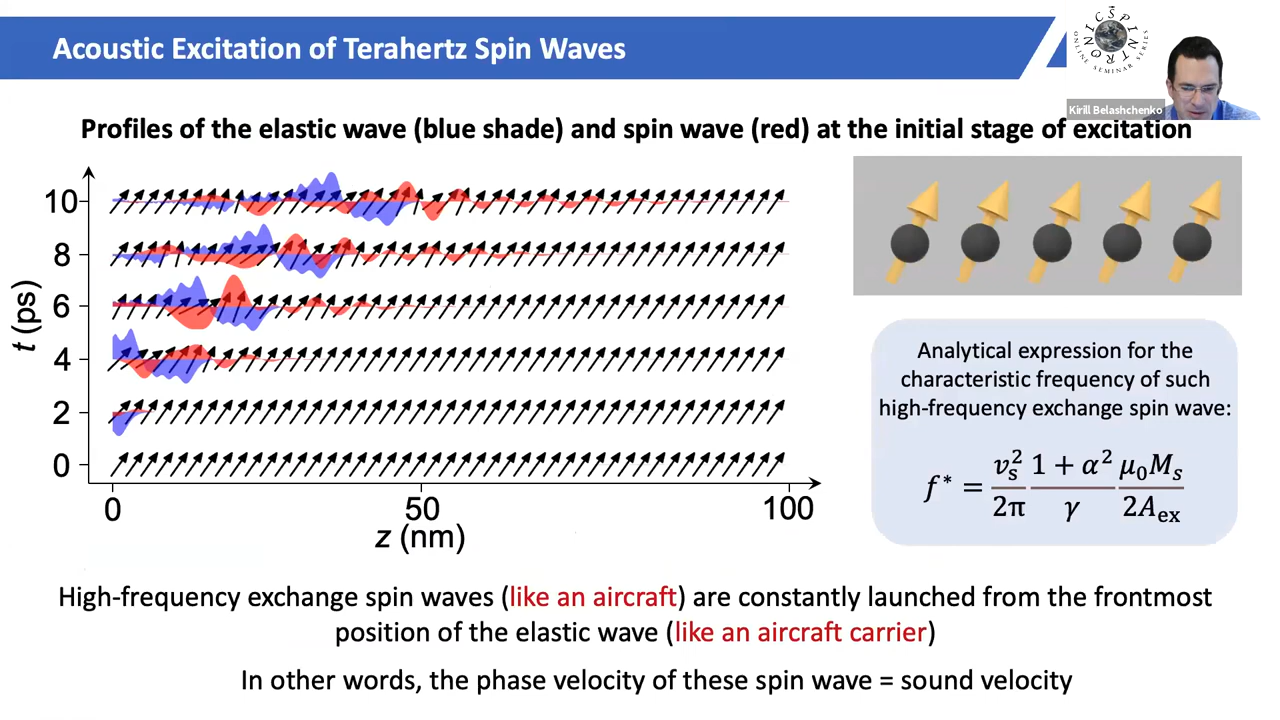 Acoustic Excitation of Terahertz Spin Waves
SPINTRONICS
ONLINE SEMINAR SERIES
Kirill Belashchenko
Profiles of the elastic wave (blue shade) and spin wave (red) at the initial stage of excitation
10
8
6
4
2
0
t (ps)
0 50 100
z (nm)
Analytical expression for the
characteristic frequency of such
high-frequency exchange spin wave:
f* = v_s^2/2π (1 + α^2)/γ μ_0M_s/2A_ex
High-frequency exchange spin waves (like an aircraft) are constantly launched from the frontmost
position of the elastic wave (like an aircraft carrier)
In other words, the phase velocity of these spin wave = sound velocity